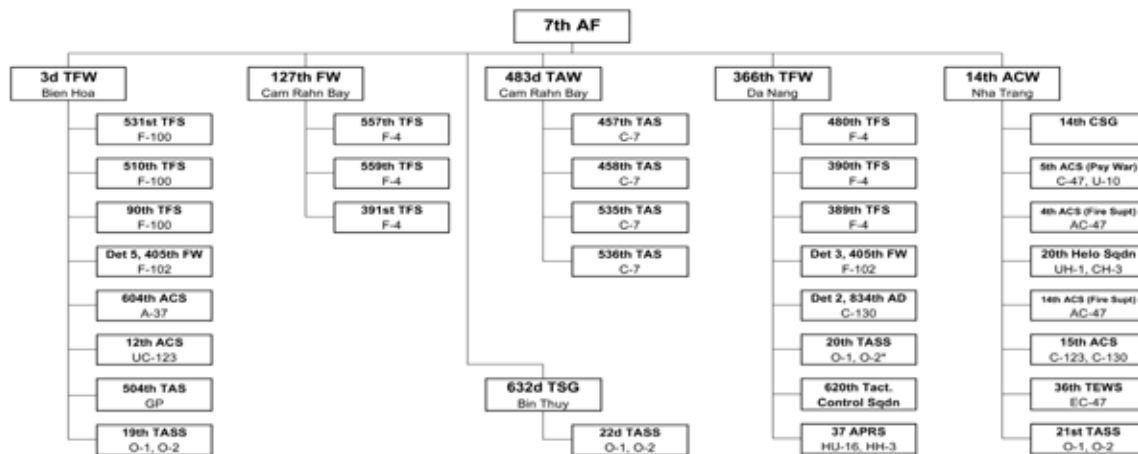 7th AF
3d TFW
Bien Hoa
531st TFS
F-100
510th TFS
F-100
90th TFS
F-100
Det 5, 405th FW
F-102
604th ACS
A-37
12th ACS
UC-123
504th TAS
GP
19th TASS
O-1, O-2
127th FW
Cam Rahn Bay
557th TFS
F-4
559th TFS
F-4
391st TFS
F-4
483d TAW
Cam Rahn Bay
457th TAS
C-7
458th TAS
C-7
535th TAS
C-7
536th TAS
C-7
632d TSG
Bin Thuy
22d TASS
O-1, O-2
366th TFW
Da Nang
480th TFS
F-4
390th TFS
F-4
389th TFS
F-4
Det 3, 405th FW
F-102
Det 2, 834th AD
C-130
20th TASS
O-1, O-2"
620th Tact.
Control Sqdn
37 APRS
HU-16, HH-3
14th ACW
Nha Trang
14th CSG
5th ACS (Psy War)
C-47, U-10
4th ACS (Fire Supt)
AC-47
20th Helo Sqdn
UH-1, CH-3
14th ACS (Fire Supt)
AC-47
15th ACS
C-123, C-130
36th TEWS
EC-47
21st TASS
O-1, O-2